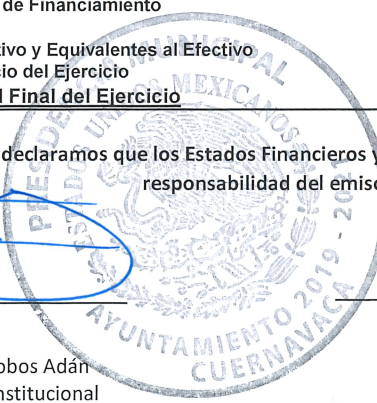 de Financiamiento
tivo y Equivalentes al Efectivo
cio del Ejercicio
l Final del Ejercicio
declaramos que los Estados Financieros y
responsabilidad del emiso
PRESIDENCIA MUNICIPAL
ESTADOS UNIDOS MEXICANOS
AYUNTAMIENTO 2019 - 2021
CUERNAVACA
obos Adán
nstitucional